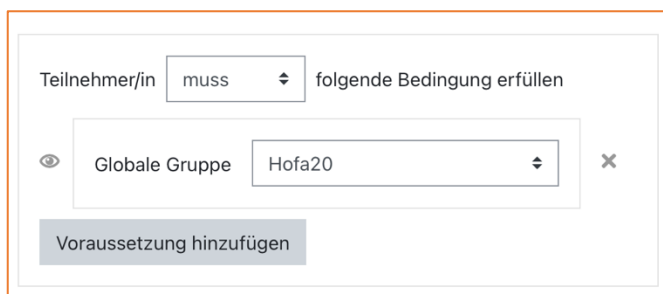 Teilnehmer/in muss folgende Bedingung erfüllen
Globale Gruppe Hofa20
Voraussetzung hinzufügen